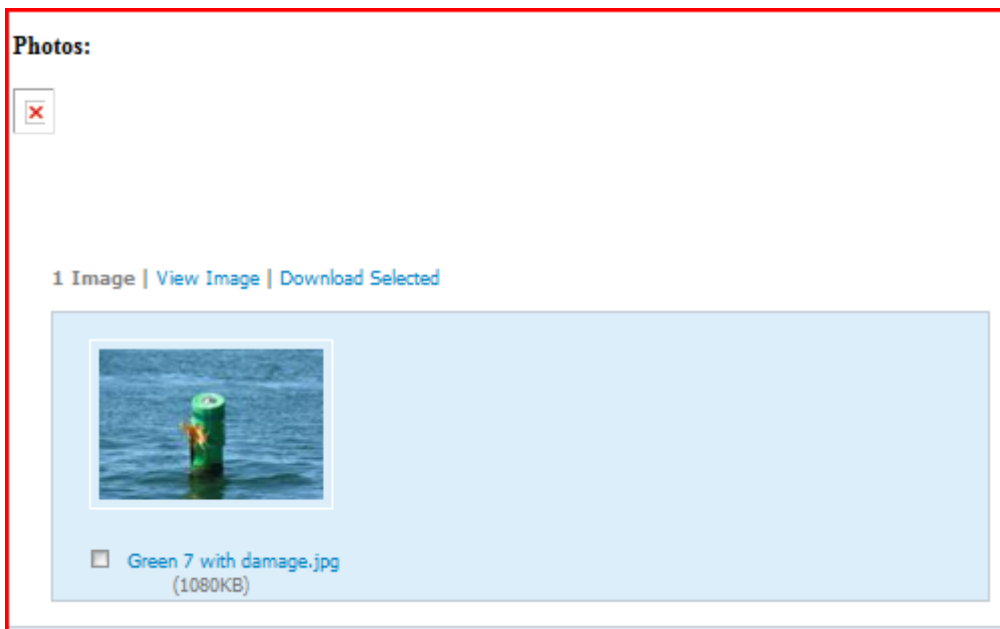 Photos:
1 Image | View Image | Download Selected
Green 7 with damage.jpg
(1080KB)